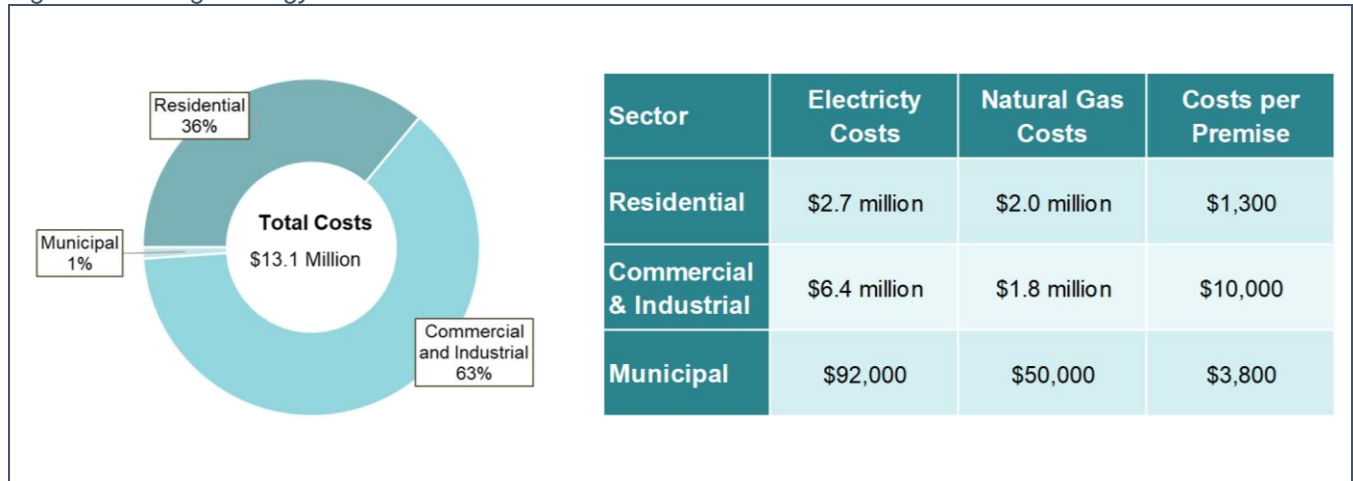 Residential
36%
Municipal
1%
Total Costs
$13.1 Million
Commercial
and Industrial
63%
Sector
Electricty
Costs
Natural Gas
Costs
Costs per
Premise
Residential
$2.7 million
$2.0 million
$1,300
Commercial
& Industrial
$6.4 million
$1.8 million
$10,000
Municipal
$92,000
$50,000
$3,800